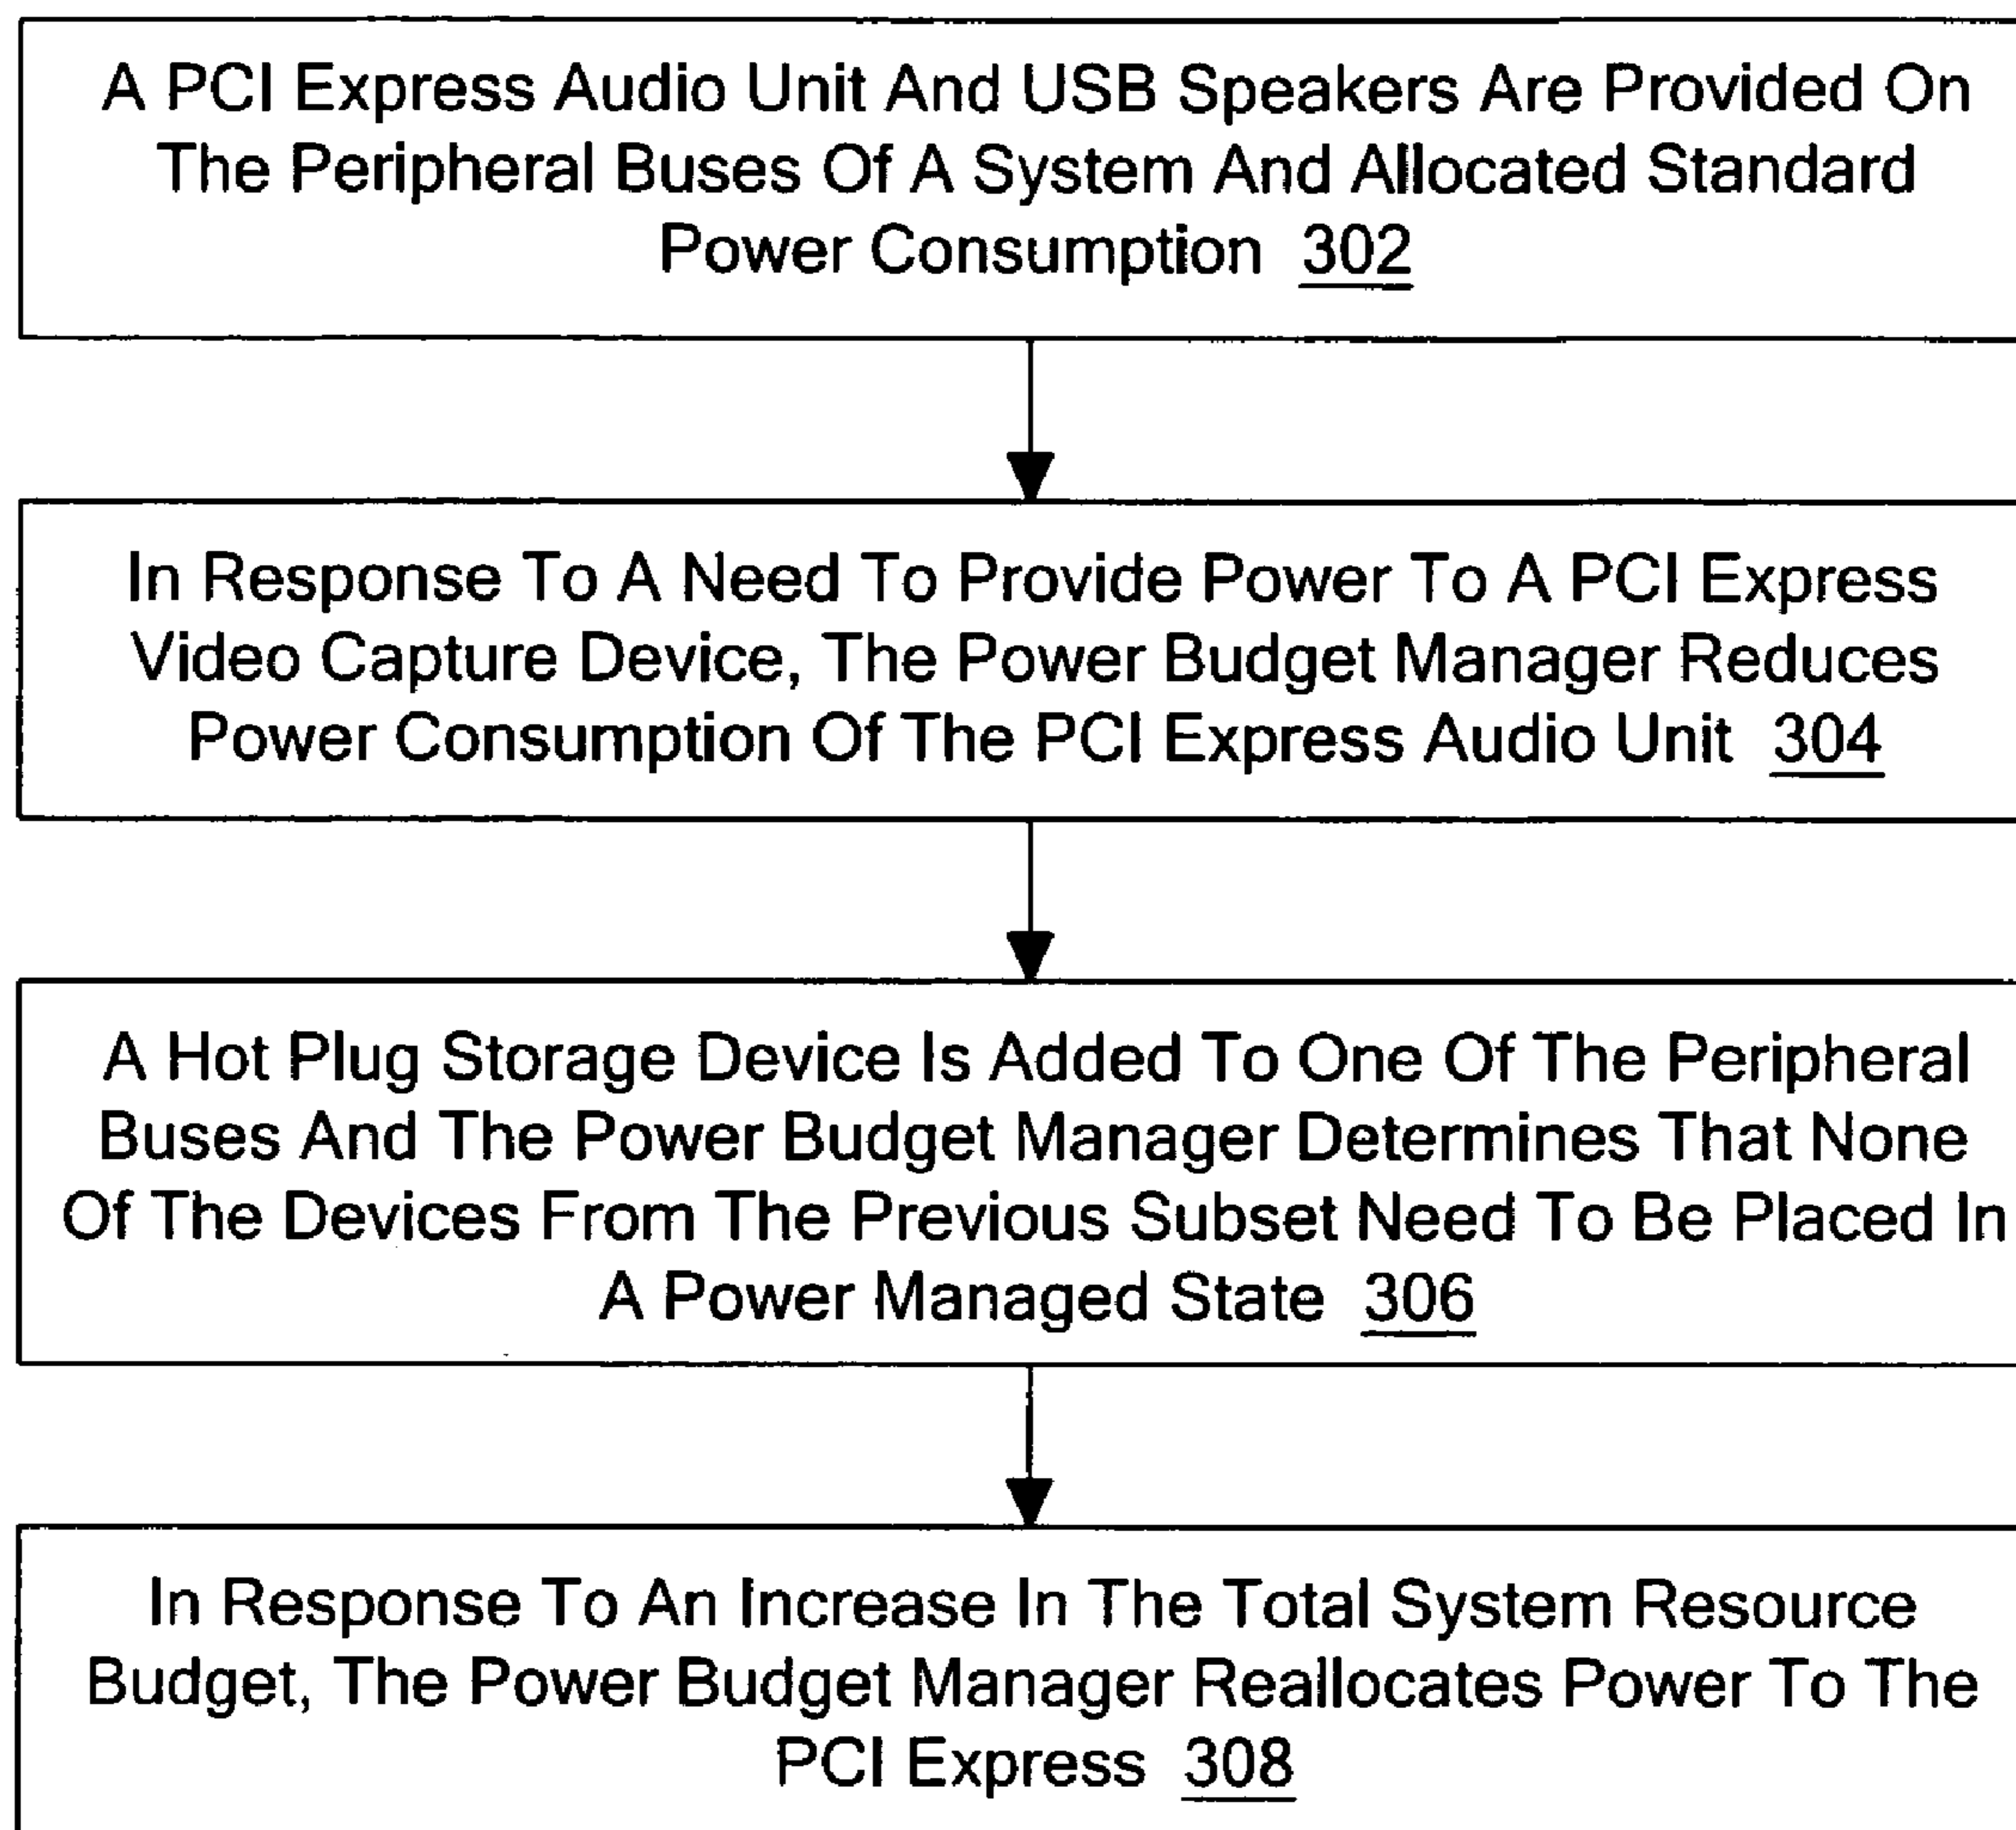 A PCI Express Audio Unit And USB Speakers Are Provided On
The Peripheral Buses Of A System And Allocated Standard
Power Consumption 302
In Response To A Need To Provide Power To A PCI Express
Video Capture Device, The Power Budget Manager Reduces
Power Consumption Of The PCI Express Audio Unit 304
A Hot Plug Storage Device Is Added To One Of The Peripheral
Buses And The Power Budget Manager Determines That None
Of The Devices From The Previous Subset Need To Be Placed In
A Power Managed State 306
In Response To An Increase In The Total System Resource
Budget, The Power Budget Manager Reallocates Power To The
PCI Express 308